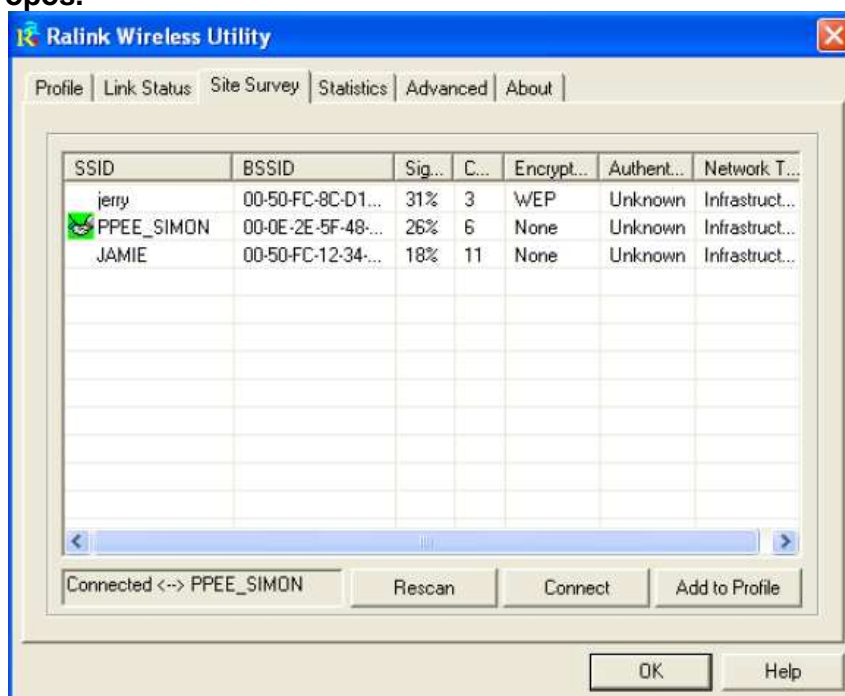 opos.
Ralink Wireless Utility
Profile Link Status Site Survey Statistics Advanced About
SSID BSSID Sig... C... Encrypt... Authent... Network T...
jerry 00-50-FC-8C-D1... 31% 3 WEP Unknown Infrastruct...
PPEE_SIMON 00-0E-2E-5F-48-... 26% 6 None Unknown Infrastruct...
JAMIE 00-50-FC-12-34-... 18% 11 None Unknown Infrastruct...
Connected <--> PPEE_SIMON Rescan Connect Add to Profile
OK Help